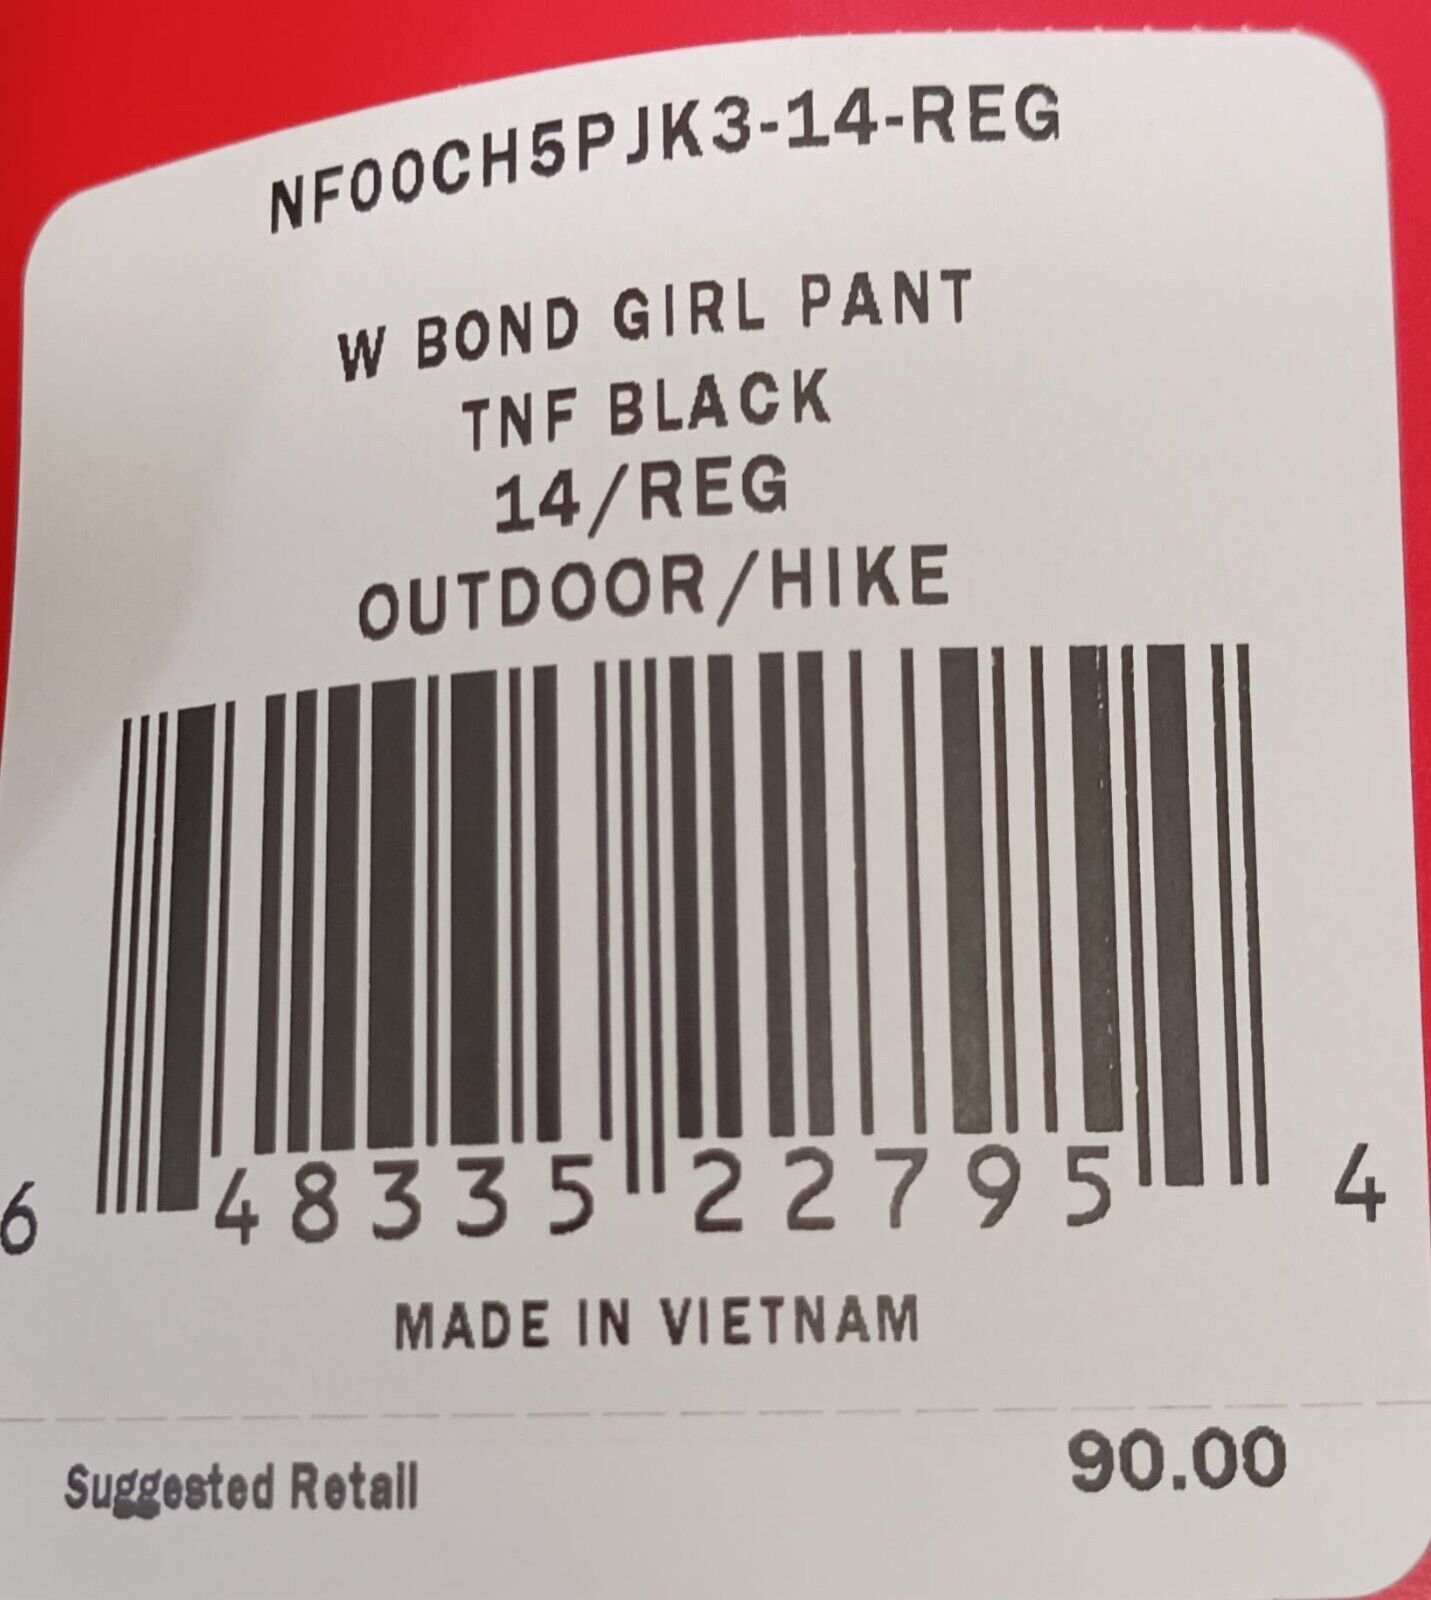 NF00CH5PJK3-14-REG
W BOND GIRL PANT
TNF BLACK
14/REG
OUTDOOR/HIKE
6 48335 22795 4
MADE IN VIETNAM
Suggested Retail 90.00